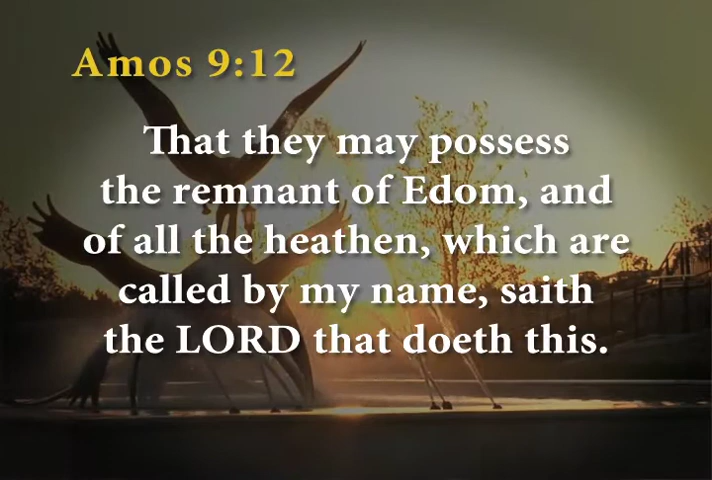 Amos 9:12
That they may possess
the remnant of Edom, and
of all the heathen, which are
called by my name, saith
the LORD that doeth this.